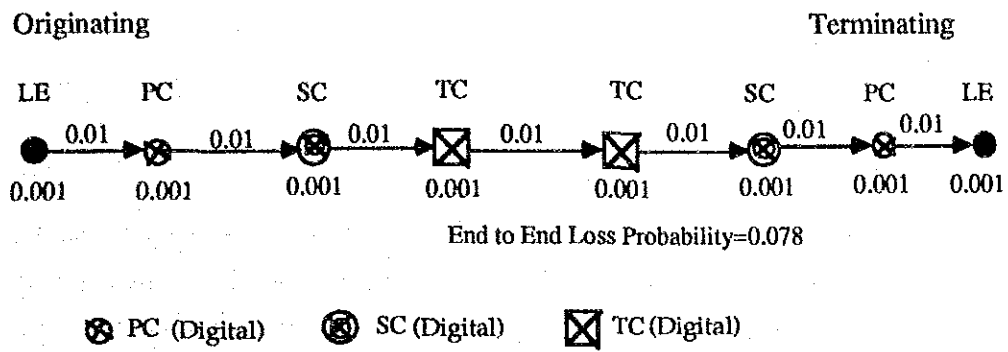 Originating Terminating
LE PC SC TC TC SC PC LE
0.01 0.01 0.01 0.01 0.01 0.01 0.01
0.001 0.001 0.001 0.001 0.001 0.001 0.001 0.001
End to End Loss Probability=0.078
PC (Digital) SC (Digital) TC (Digital)